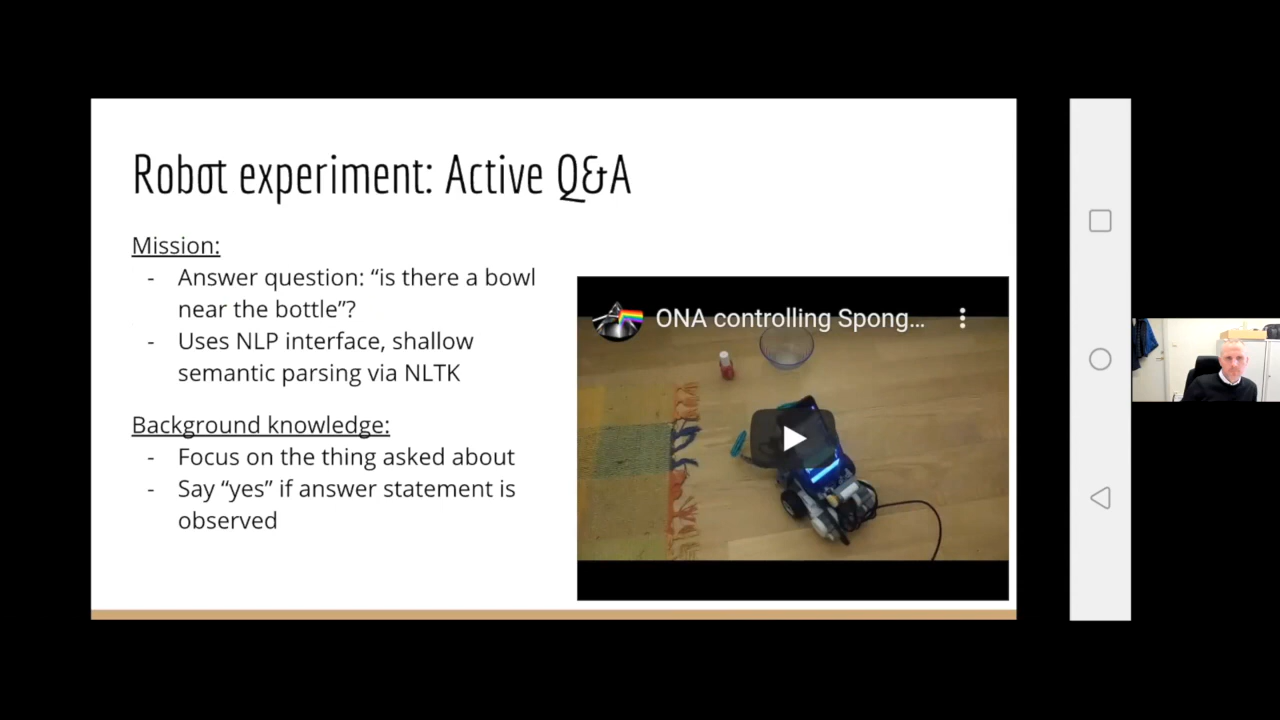 Robot experiment: Active Q&A
Mission:
- Answer question: “is there a bowl
near the bottle”?
- Uses NLP interface, shallow
semantic parsing via NLTK
Background knowledge:
- Focus on the thing asked about
- Say “yes” if answer statement is
observed
ONA controlling Spong...